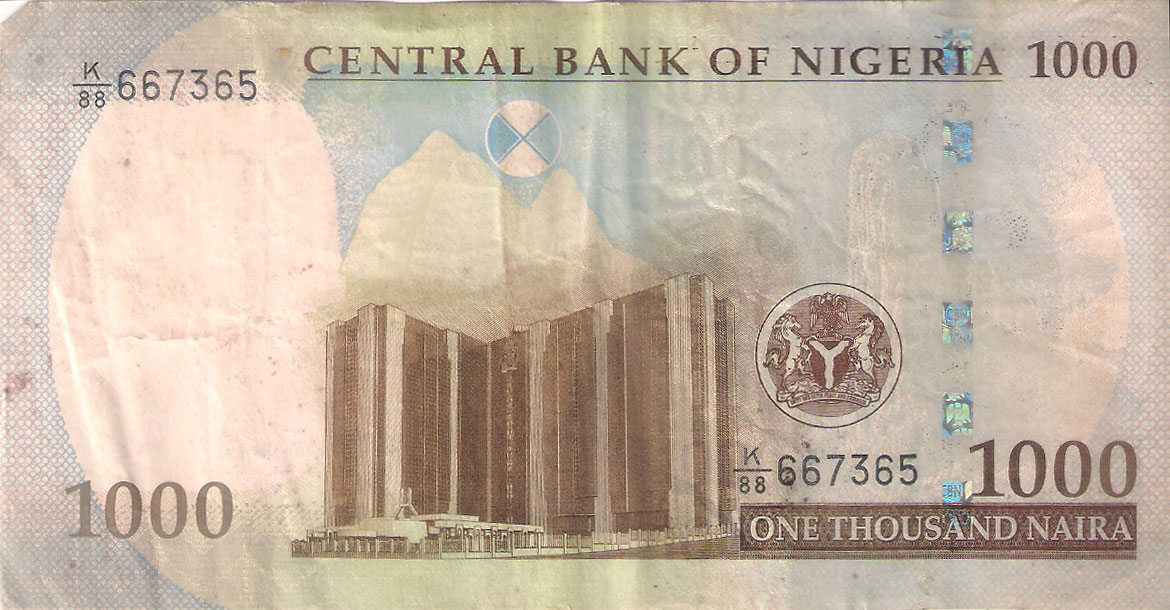 CENTRAL BANK OF NIGERIA 1000
K/88 667365
K/88 667365
1000
1000
ONE THOUSAND NAIRA